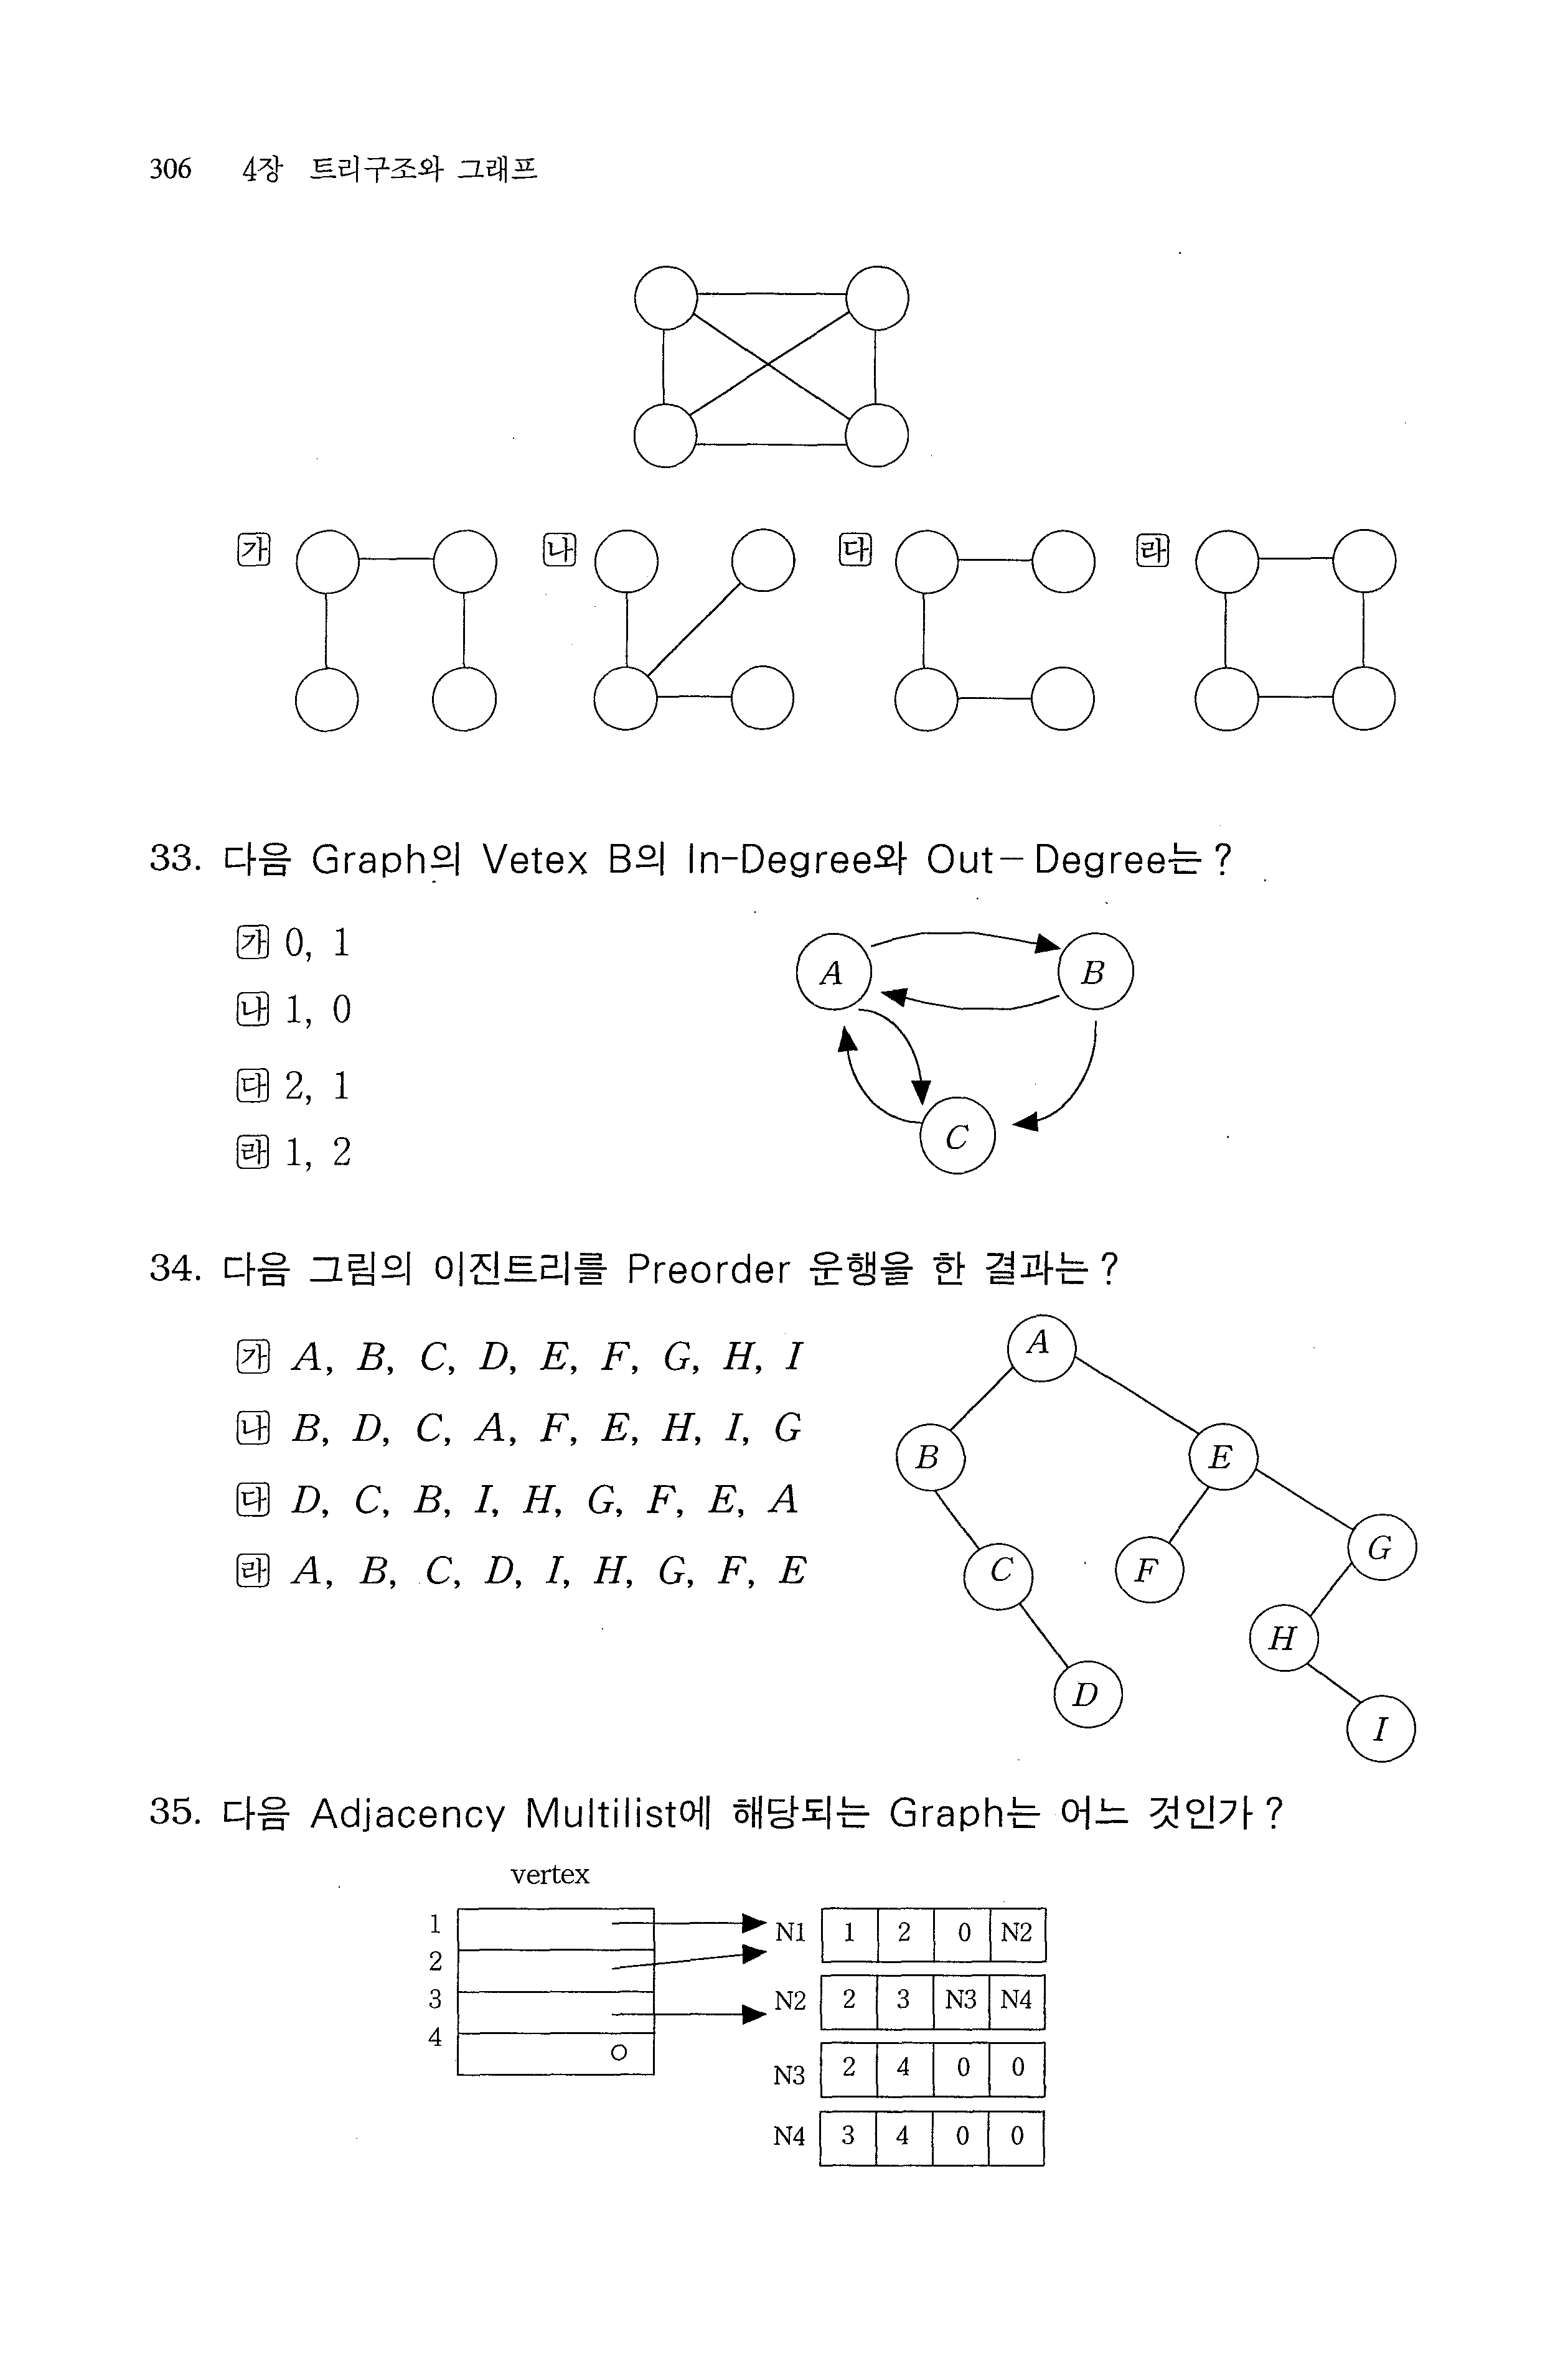 306 4장 트리구조와 그래프
가 나 다 라
33. 다음 Graph의 Vetex B의 In-Degree와 Out-Degree는?
가 0, 1
나 1, 0
다 2, 1
라 1, 2
A B
C
34. 다음 그림의 이진트리를 Preorder 운행을 한 결과는?
가 A, B, C, D, E, F, G, H, I
나 B, D, C, A, F, E, H, I, G
다 D, C, B, I, H, G, F, E, A
라 A, B, C, D, I, H, G, F, E
A
B E
C F G
H
D
I
35. 다음 Adjacency Multilist에 해당되는 Graph는 어느 것인가?
vertex
1 N1 1 2 0 N2
2
3 N2 2 3 N3 N4
4 0
N3 2 4 0 0
N4 3 4 0 0